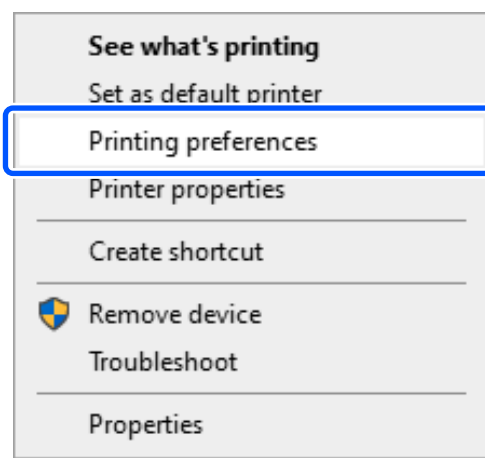 See what's printing
Set as default printer
Printing preferences
Printer properties
Create shortcut
Remove device
Troubleshoot
Properties